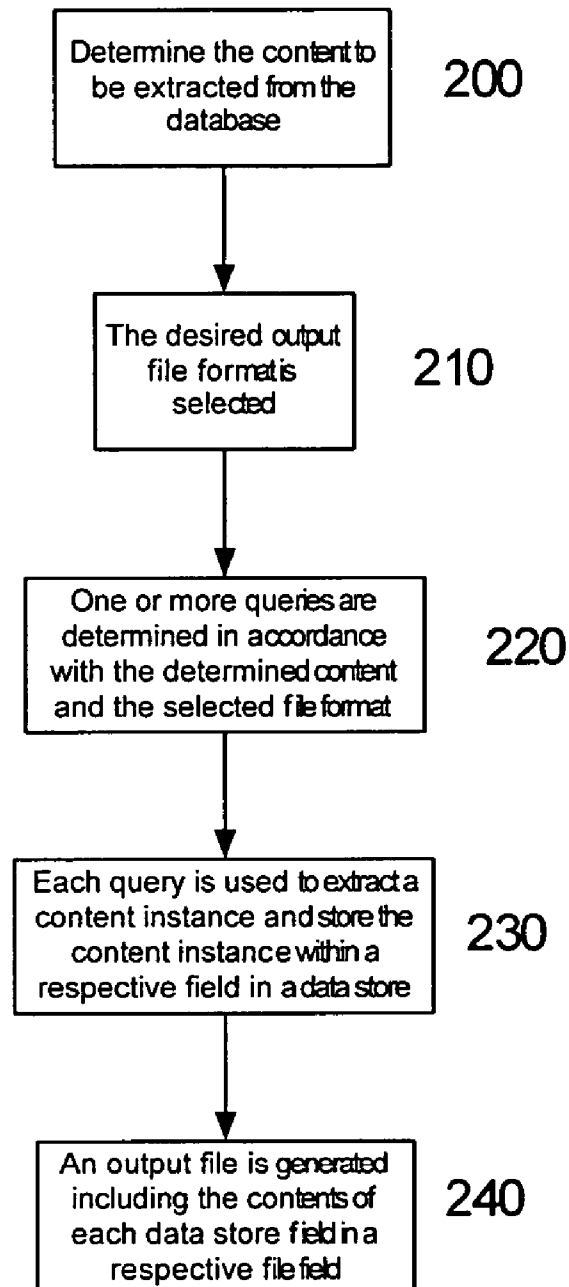 Determine the content to
be extracted from the
database
200
The desired output
file format is
selected
210
One or more queries are
determined in accordance
with the determined content
and the selected file format
220
Each query is used to extract a
content instance and store the
content instance within a
respective field in a data store
230
An output file is generated
including the contents of
each data store field in a
respective file field
240